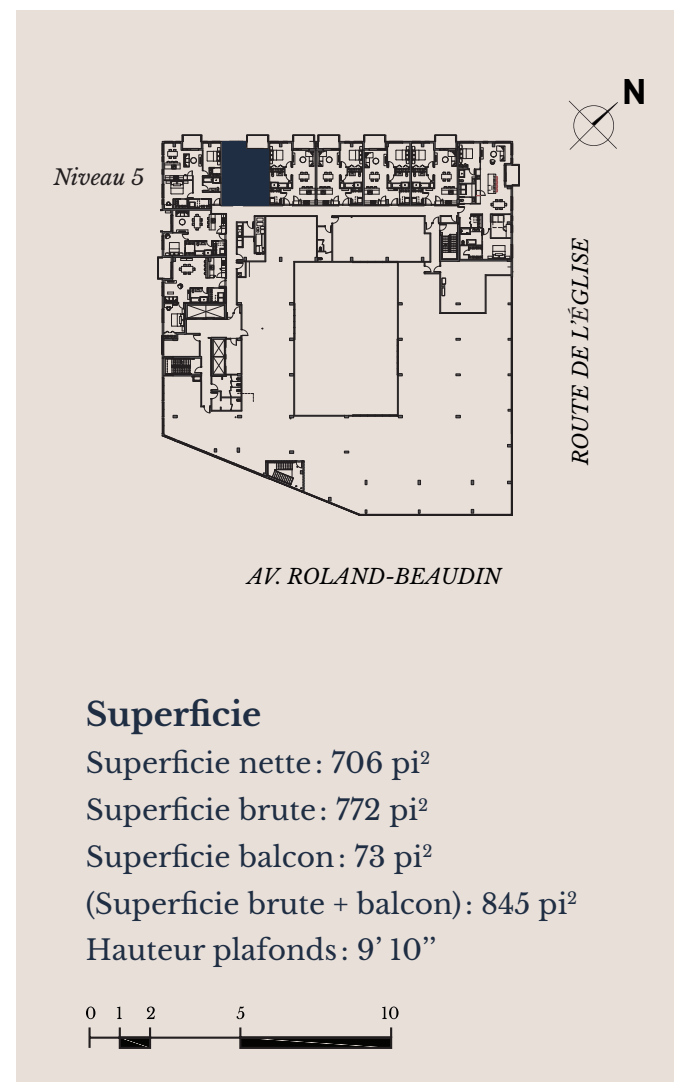 N
Niveau 5
ROUTE DE L’ÉGLISE
AV. ROLAND-BEAUDIN
Superficie
Superficie nette : 706 pi²
Superficie brute : 772 pi²
Superficie balcon : 73 pi²
(Superficie brute + balcon) : 845 pi²
Hauteur plafonds : 9’ 10’’
0 1 2 5 10